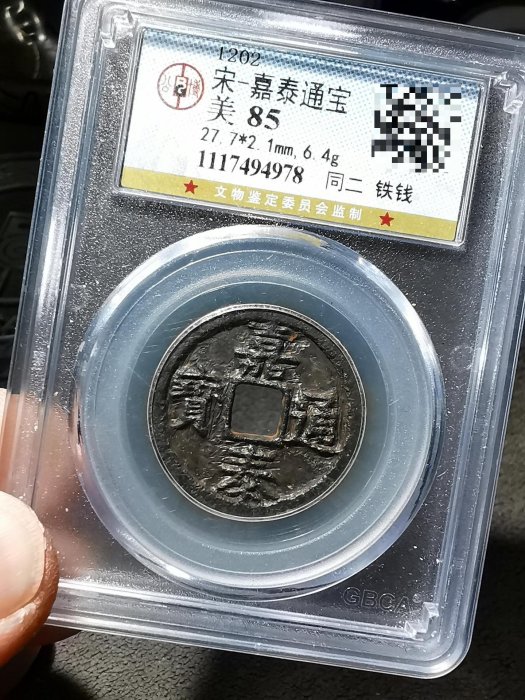 1202
宋-嘉泰通宝
美 85
27.7*2.1mm, 6.4g
1117494978 同二 铁钱
★ 文物鉴定委员会监制 ★
嘉
寶 通
泰
GBCA